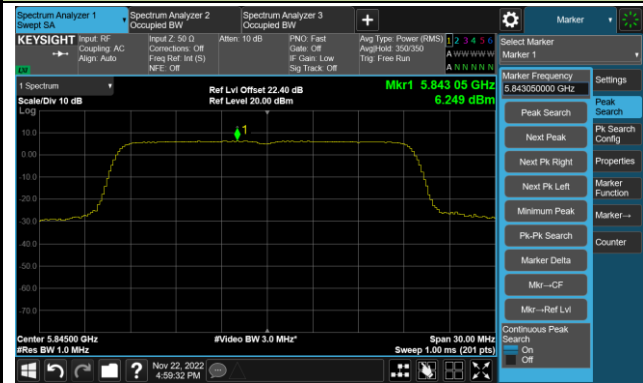 Spectrum Analyzer 1
Swept SA
Spectrum Analyzer 2
Occupied BW
Spectrum Analyzer 3
Occupied BW
+
Marker
KEYSIGHT
Input: RF
Coupling: AC
Align: Auto
Input Z: 50 Ω
Corrections: Off
Freq Ref: Int (S)
NFE: Off
Atten: 10 dB
PNO: Fast
Gate: Off
IF Gain: Low
Sig Track: Off
Avg Type: Power (RMS)
Avg|Hold: 350/350
Trig: Free Run
1 2 3 4 5 6
A W W W W W
A N N N N N
Select Marker
Marker 1
1 Spectrum
Scale/Div 10 dB
Log
Ref Lvl Offset 22.40 dB
Ref Level 20.00 dBm
Mkr1 5.843 05 GHz
6.249 dBm
1
10.0
0.00
-10.0
-20.0
-30.0
-40.0
-50.0
-60.0
-70.0
Center 5.84500 GHz
#Res BW 1.0 MHz
#Video BW 3.0 MHz*
Span 30.00 MHz
Sweep 1.00 ms (201 pts)
Marker Frequency
5.843050000 GHz
Peak Search
Next Peak
Next Pk Right
Next Pk Left
Minimum Peak
Pk-Pk Search
Marker Delta
Mkr→CF
Mkr→Ref Lvl
Continuous Peak
Search
On
Off
Settings
Peak
Search
Pk Search
Config
Properties
Marker
Function
Marker→
Counter
?
Nov 22, 2022
4:59:32 PM